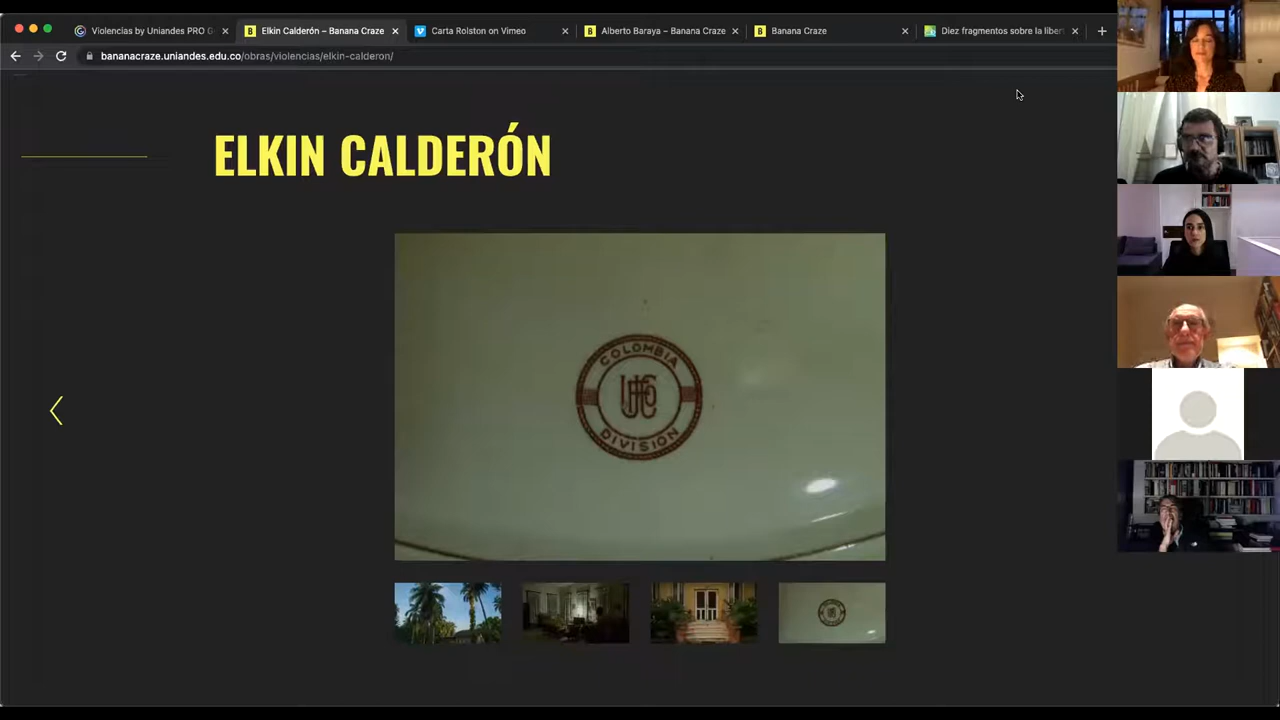 Violencias by Uniandes PRO G
Elkin Calderón – Banana Craze
Carta Rolston on Vimeo
Alberto Baraya – Banana Craze
Banana Craze
Diez fragmentos sobre la libert
bananacraze.uniandes.edu.co/obras/violencias/elkin-calderon/
ELKIN CALDERÓN
COLOMBIA
UFCo
DIVISION